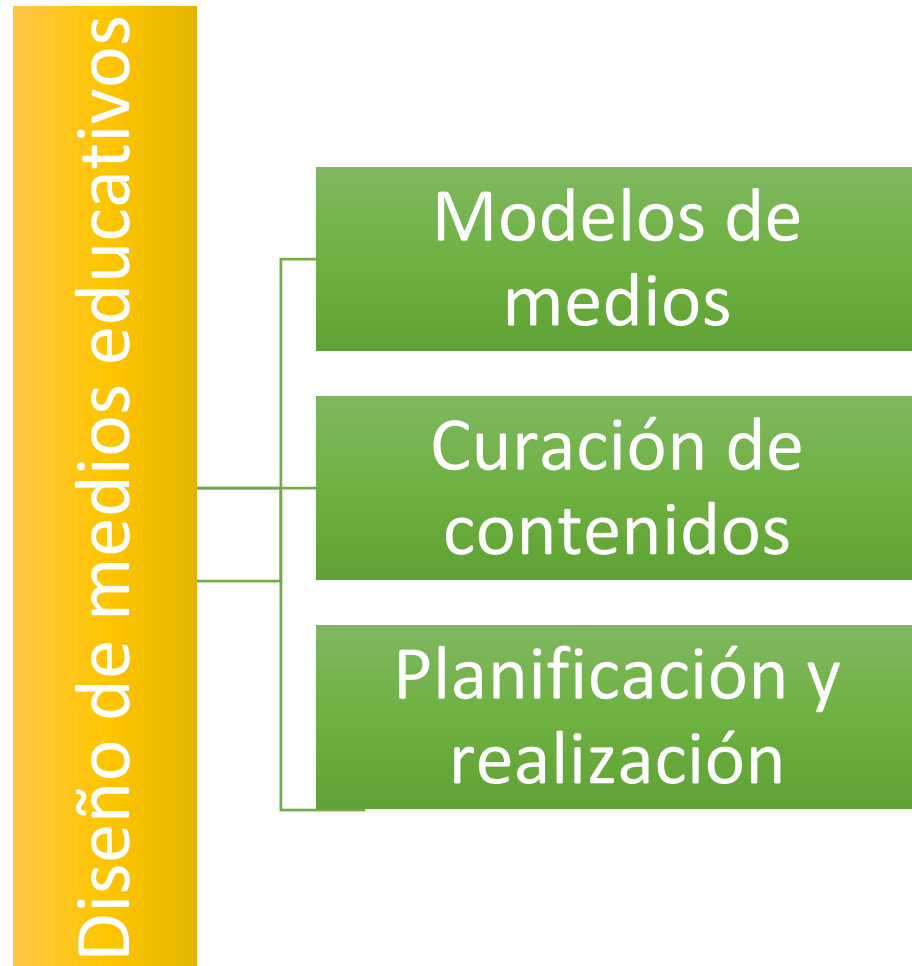 Diseño de medios educativos
Modelos de
medios
Curación de
contenidos
Planificación y
realización